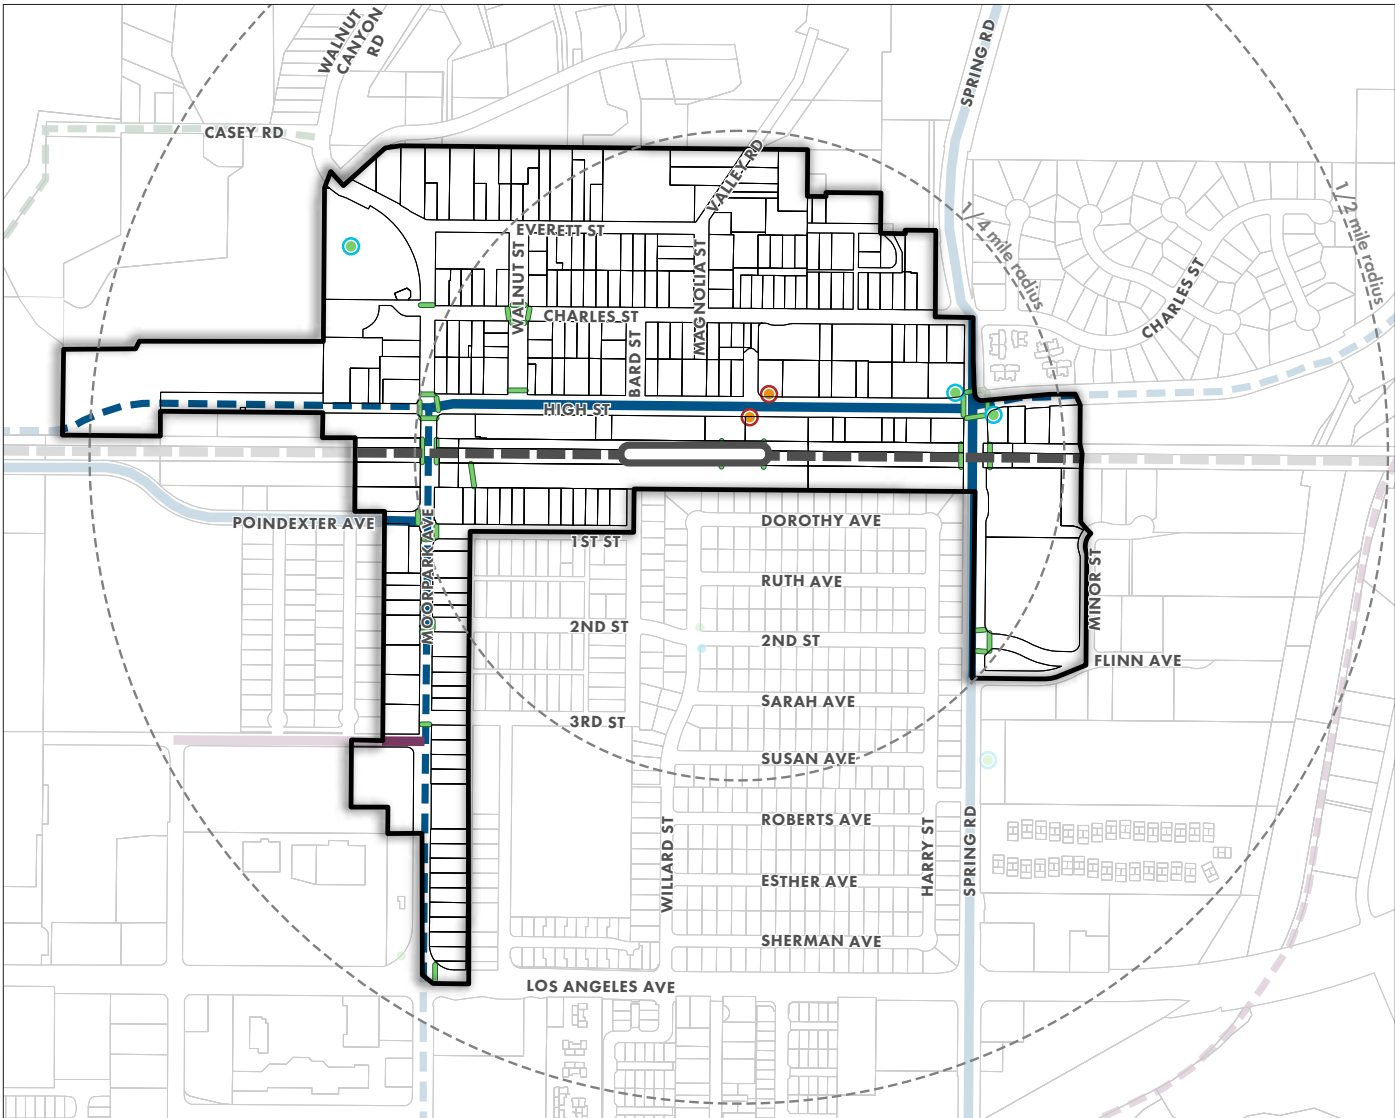 WALNUT
CANYON
RD
SPRING RD
CASEY RD
VALLEY RD
1/4 mile radius
1/2 mile radius
EVERETT ST
WALNUT ST
MAGNOLIA ST
CHARLES ST
CHARLES ST
BARD ST
HIGH ST
POINDEXTER AVE
MOORPARK AVE
1ST ST
DOROTHY AVE
RUTH AVE
MINOR ST
2ND ST
2ND ST
FLINN AVE
SARAH AVE
3RD ST
SUSAN AVE
WILLARD ST
ROBERTS AVE
HARRY ST
SPRING RD
ESTHER AVE
SHERMAN AVE
LOS ANGELES AVE